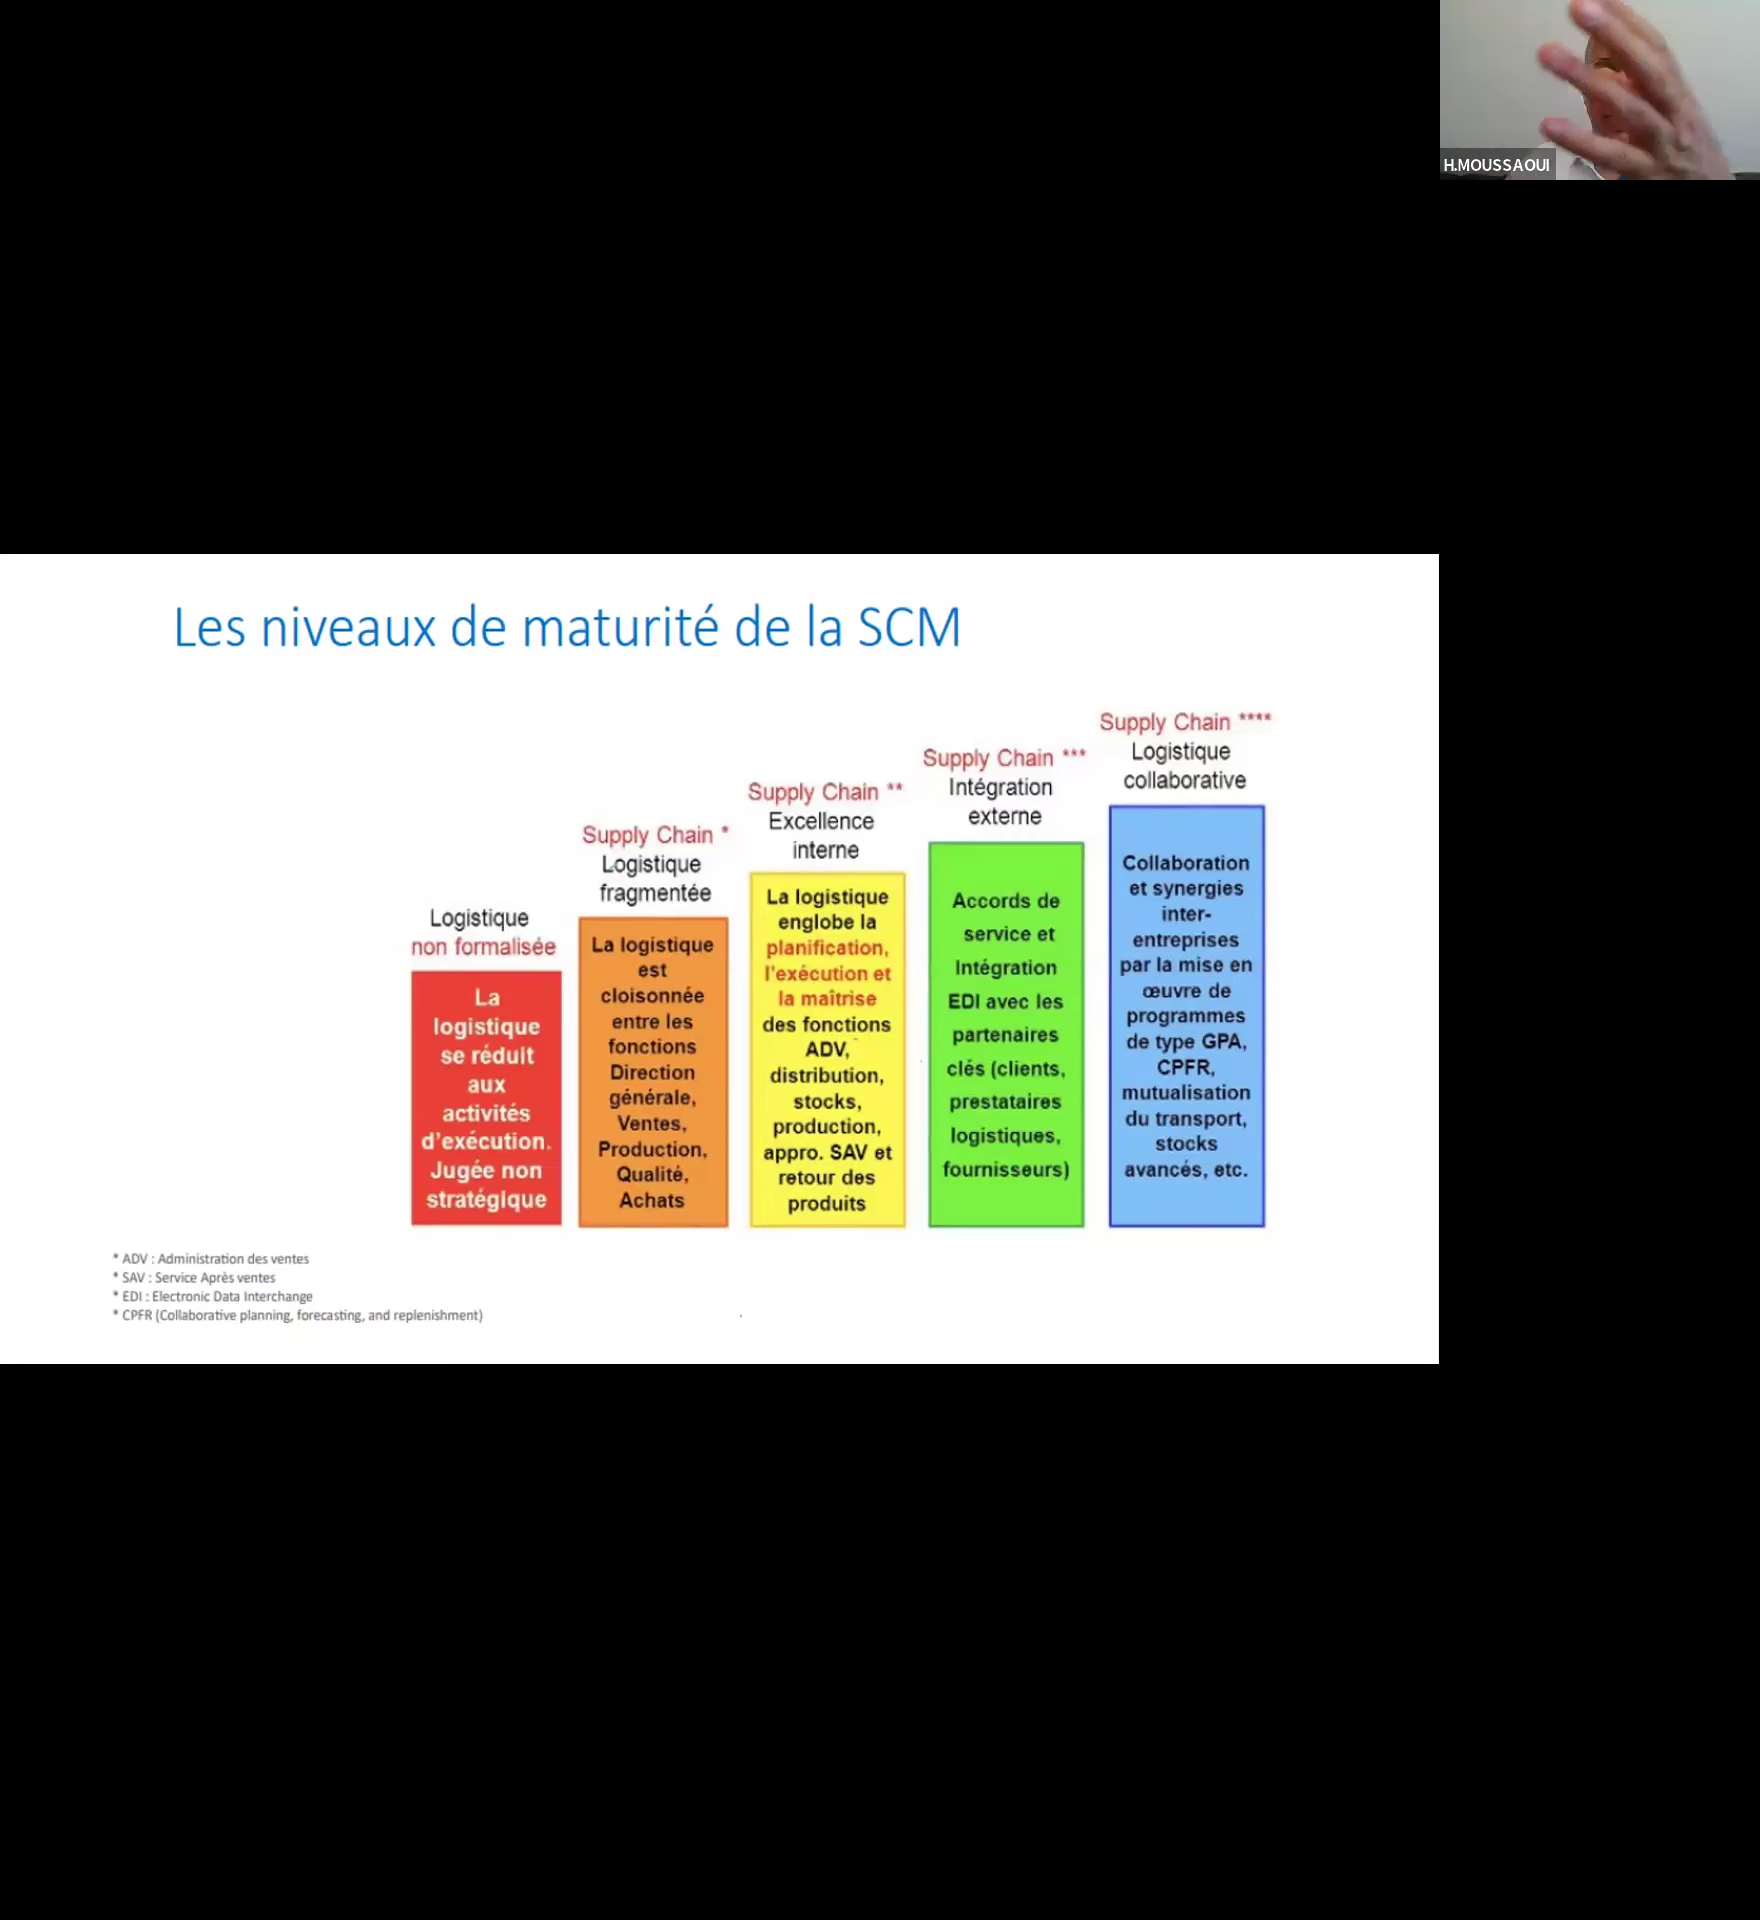 H.MOUSSAOUI
Les niveaux de maturité de la SCM
Logistique
non formalisée
La
logistique
se réduit
aux
activités
d'exécution.
Jugée non
stratégique
Supply Chain *
Logistique
fragmentée
La logistique
est
cloisonnée
entre les
fonctions
Direction
générale,
Ventes,
Production,
Qualité,
Achats
Supply Chain **
Excellence
interne
La logistique
englobe la
planification,
l'exécution et
la maîtrise
des fonctions
ADV,
distribution,
stocks,
production,
appro. SAV et
retour des
produits
Supply Chain ***
Intégration
externe
Accords de
service et
Intégration
EDI avec les
partenaires
clés (clients,
prestataires
logistiques,
fournisseurs)
Supply Chain ****
Logistique
collaborative
Collaboration
et synergies
inter-
entreprises
par la mise en
œuvre de
programmes
de type GPA,
CPFR,
mutualisation
du transport,
stocks
avancés, etc.
* ADV : Administration des ventes
* SAV : Service Après ventes
* EDI : Electronic Data Interchange
* CPFR (Collaborative planning, forecasting, and replenishment)